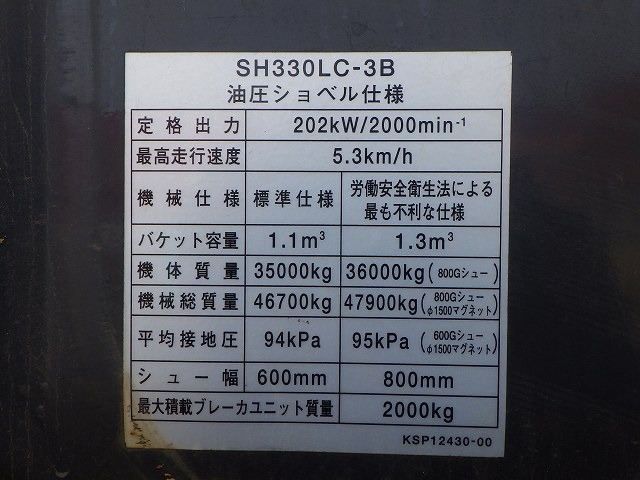 SH330LC-3B
油圧ショベル仕様
定格出力 202kW/2000min⁻¹
最高走行速度 5.3km/h
機械仕様 標準仕様 労働安全衛生法による
最も不利な仕様
バケット容量 1.1m³ 1.3m³
機体質量 35000kg 36000kg(800Gシュー)
機械総質量 46700kg 47900kg(800Gシュー
φ1500マグネット)
平均接地圧 94kPa 95kPa (600Gシュー
φ1500マグネット)
シュー幅 600mm 800mm
最大積載ブレーカユニット質量 2000kg
KSP12430-00